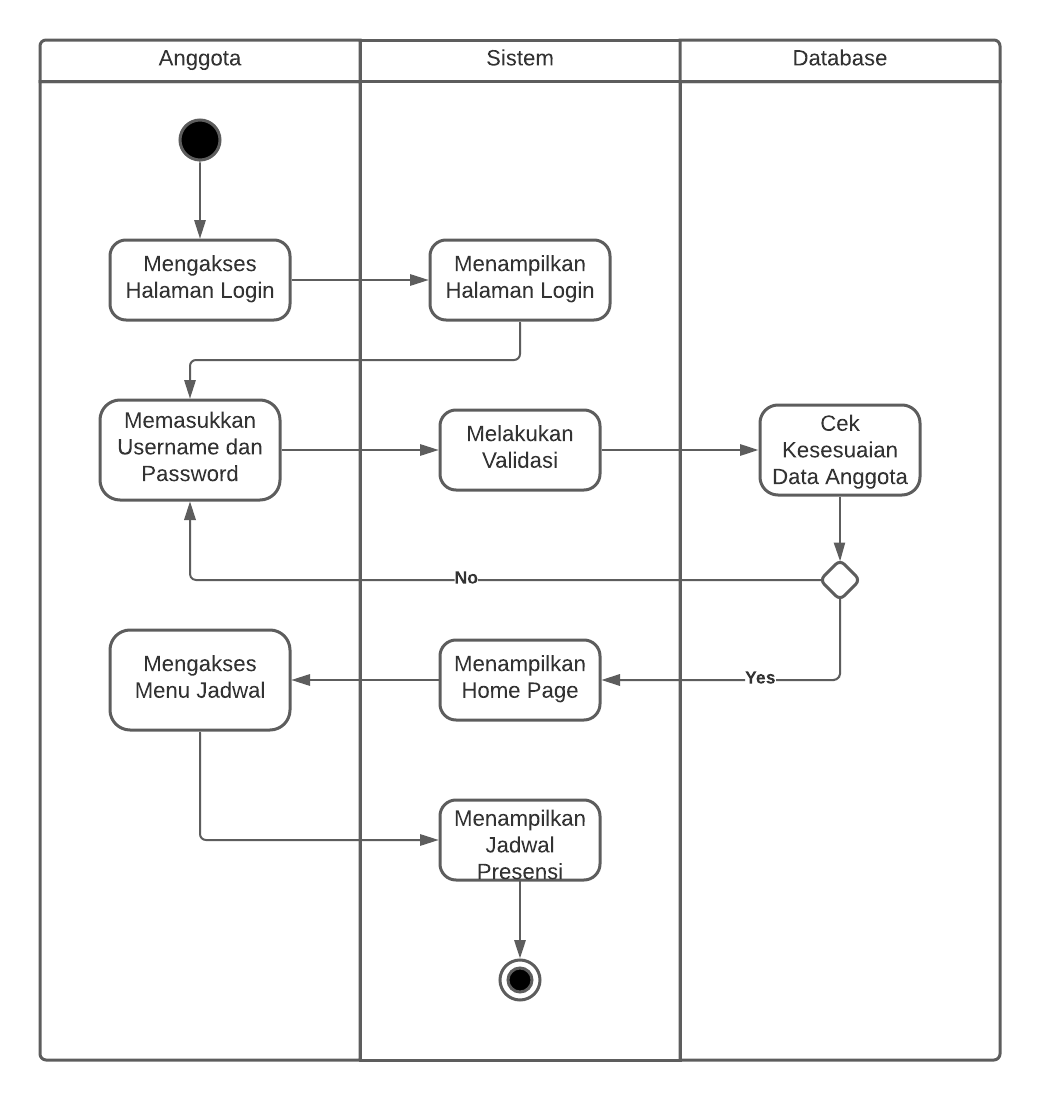 Anggota
Sistem
Database
Mengakses
Halaman Login
Menampilkan
Halaman Login
Memasukkan
Username dan
Password
Melakukan
Validasi
Cek
Kesesuaian
Data Anggota
No
Mengakses
Menu Jadwal
Menampilkan
Home Page
Yes
Menampilkan
Jadwal
Presensi